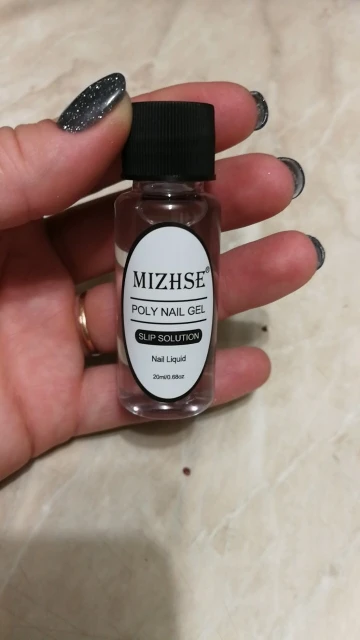 MIZHSE®
POLY NAIL GEL
SLIP SOLUTION
Nail Liquid
20ml/0.68oz